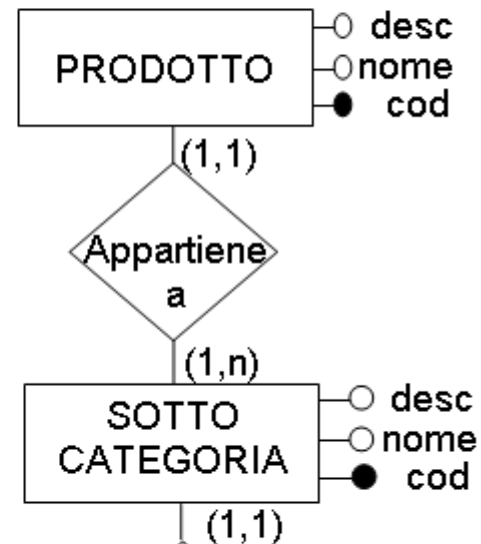 desc
PRODOTTO
nome
cod
(1,1)
Appartiene
a
(1,n)
desc
SOTTO
nome
CATEGORIA
cod
(1,1)